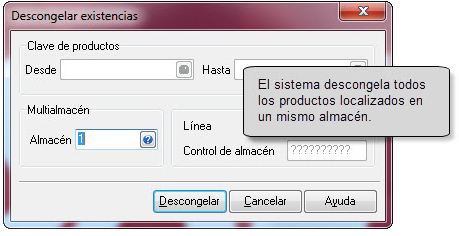 Descongelar existencias
Clave de productos
Desde
Hasta
El sistema descongela todos
los productos localizados en
un mismo almacén.
Multialmacén
Almacén 1
Línea
Control de almacén ??????????
Descongelar Cancelar Ayuda